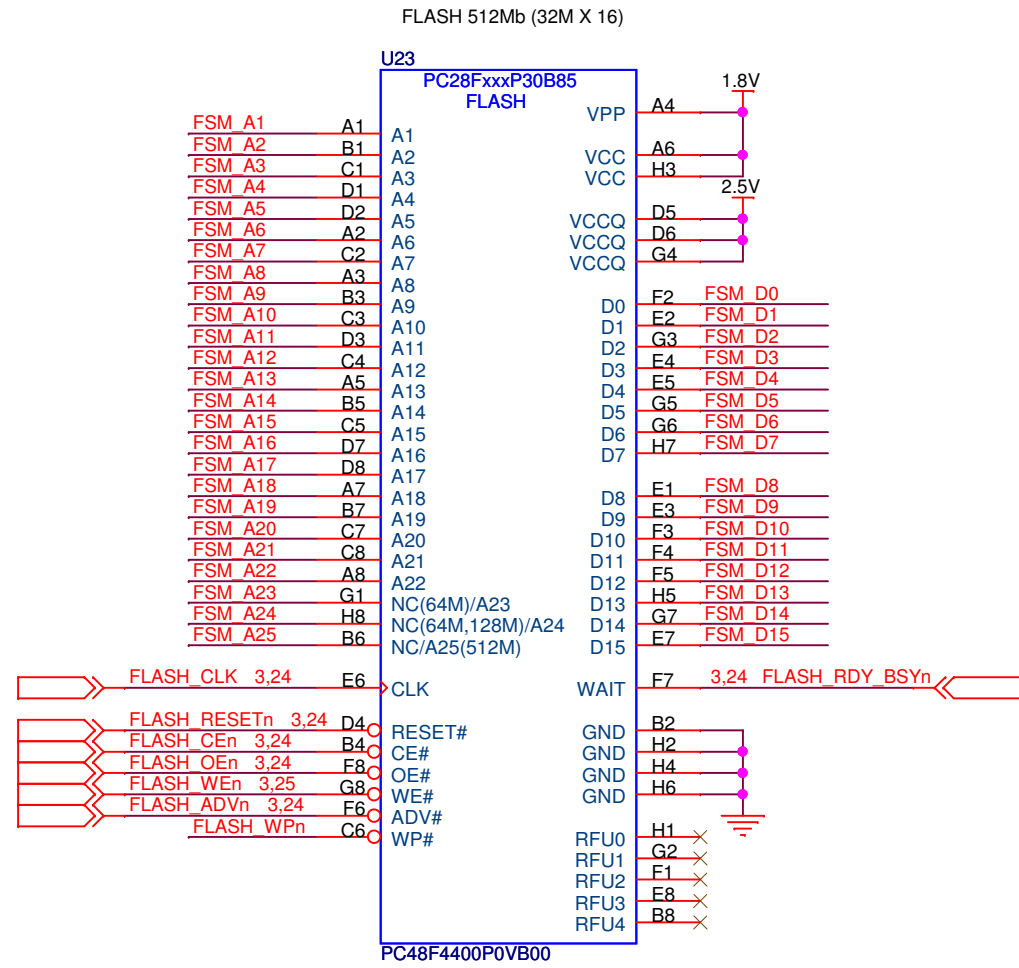 FLASH 512Mb (32M X 16)
U23
PC28FxxxP30B85
FLASH
1.8V
VPP A4
FSM_A1 A1 A1
FSM_A2 B1 A2 VCC A6
FSM_A3 C1 A3 VCC H3
FSM_A4 D1 A4 2.5V
FSM_A5 D2 A5 VCCQ D5
FSM_A6 A2 A6 VCCQ D6
FSM_A7 C2 A7 VCCQ G4
FSM_A8 A3 A8
FSM_A9 B3 A9 D0 F2 FSM_D0
FSM_A10 C3 A10 D1 E2 FSM_D1
FSM_A11 D3 A11 D2 G3 FSM_D2
FSM_A12 C4 A12 D3 E4 FSM_D3
FSM_A13 A5 A13 D4 E5 FSM_D4
FSM_A14 B5 A14 D5 G5 FSM_D5
FSM_A15 C5 A15 D6 G6 FSM_D6
FSM_A16 D7 A16 D7 H7 FSM_D7
FSM_A17 D8 A17
FSM_A18 A7 A18 D8 E1 FSM_D8
FSM_A19 B7 A19 D9 E3 FSM_D9
FSM_A20 C7 A20 D10 F3 FSM_D10
FSM_A21 C8 A21 D11 F4 FSM_D11
FSM_A22 A8 A22 D12 F5 FSM_D12
FSM_A23 G1 NC(64M)/A23 D13 H5 FSM_D13
FSM_A24 H8 NC(64M,128M)/A24 D14 G7 FSM_D14
FSM_A25 B6 NC/A25(512M) D15 E7 FSM_D15
FLASH_CLK 3,24 E6 CLK WAIT F7 3,24 FLASH_RDY_BSYn
FLASH_RESETn 3,24 D4 RESET# GND B2
FLASH_CEn 3,24 B4 CE# GND H2
FLASH_OEn 3,24 F8 OE# GND H4
FLASH_WEn 3,25 G8 WE# GND H6
FLASH_ADVn 3,24 F6 ADV#
FLASH_WPn C6 WP# RFU0 H1
RFU1 G2
RFU2 F1
RFU3 E8
RFU4 B8
PC48F4400P0VB00